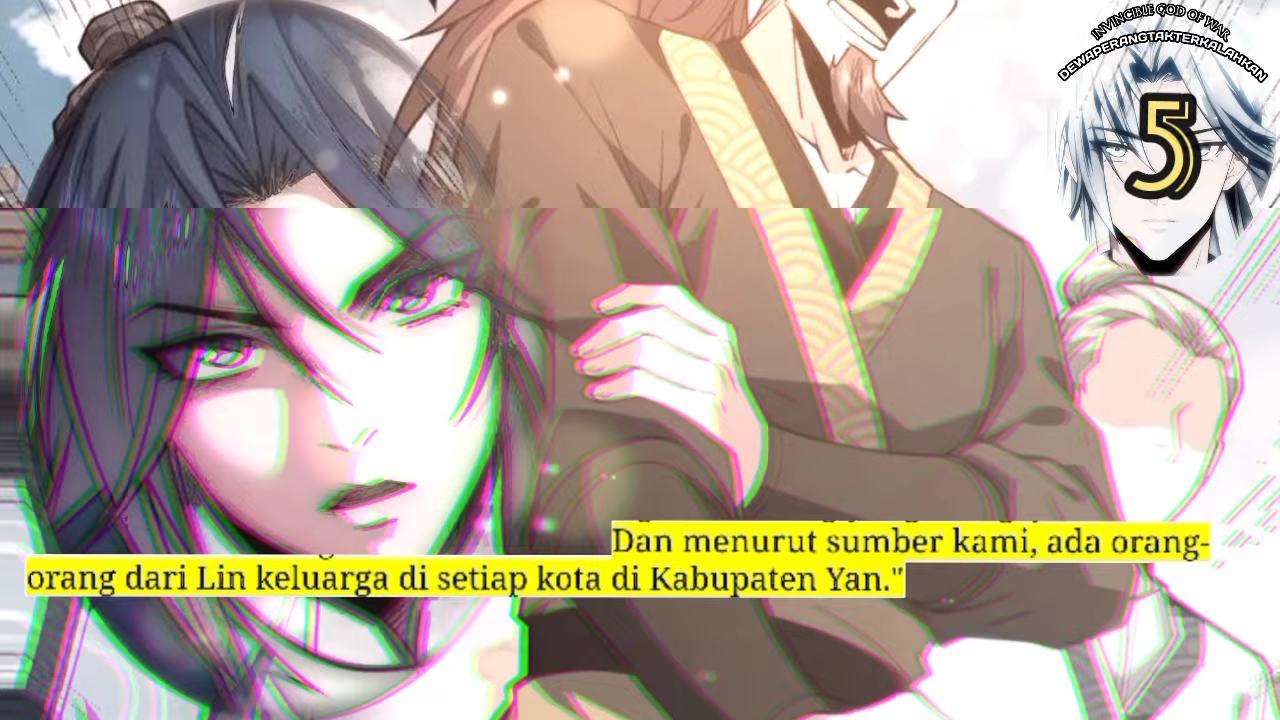 INVINCIBLE GOD OF WAR
DEWAPERANGTAKTERKALAHKAN
5
Dan menurut sumber kami, ada orang-
orang dari Lin keluarga di setiap kota di Kabupaten Yan."